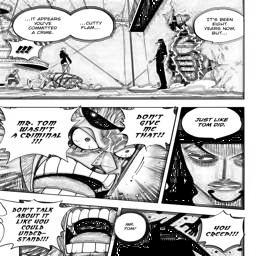 IT'S BEEN
EIGHT
YEARS NOW,
BUT...
...CUTTY
FLAM...
...IT APPEARS
YOU'VE
COMMITTED
A CRIME.
!!!
JUST LIKE
TOM DID.
DON'T
GIVE
ME
THAT!!
MR. TOM
WASN'T
A CRIMINAL
!!!
YOU
CREEP!!!
MR.
TOM!
DON'T TALK
ABOUT IT
LIKE YOU
COULD
UNDER-
STAND!!!